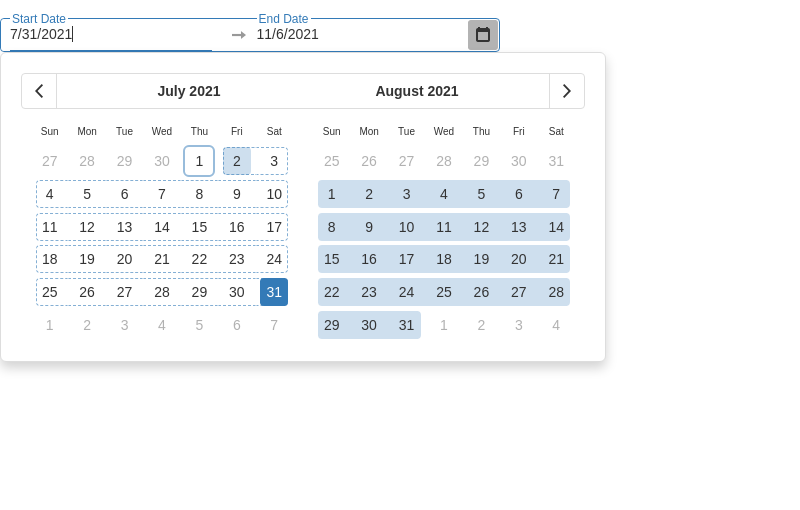 Start Date End Date
7/31/2021 11/6/2021
July 2021 August 2021
Sun Mon Tue Wed Thu Fri Sat Sun Mon Tue Wed Thu Fri Sat
27 28 29 30 1 2 3 25 26 27 28 29 30 31
4 5 6 7 8 9 10 1 2 3 4 5 6 7
11 12 13 14 15 16 17 8 9 10 11 12 13 14
18 19 20 21 22 23 24 15 16 17 18 19 20 21
25 26 27 28 29 30 31 22 23 24 25 26 27 28
1 2 3 4 5 6 7 29 30 31 1 2 3 4